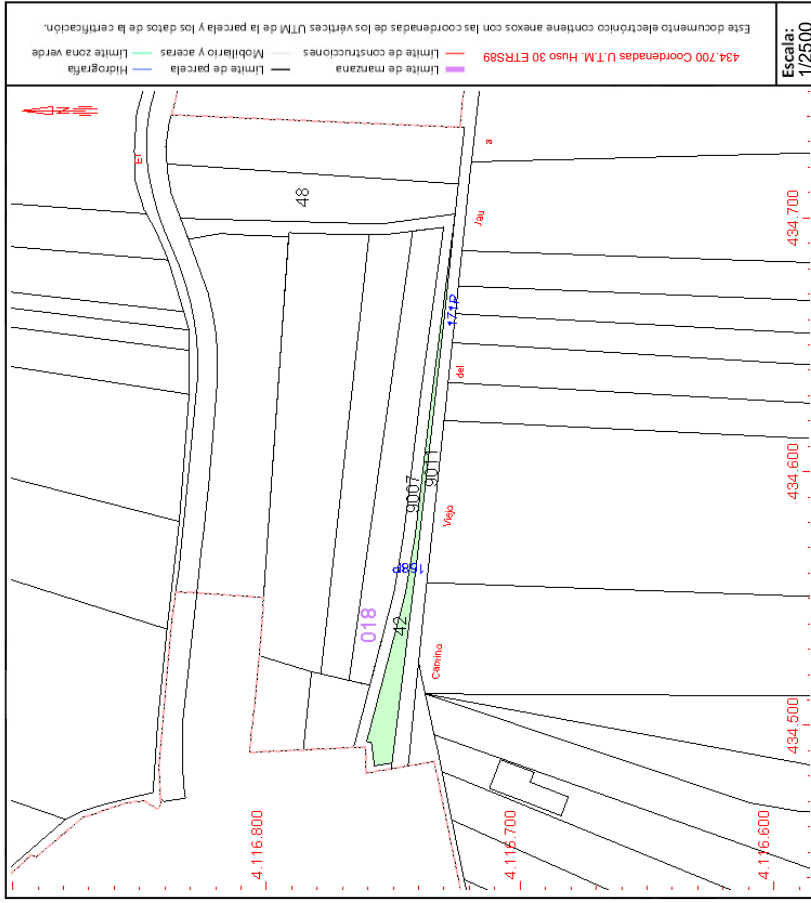 434.700 Coordenadas U.T.M. Huso 30 ETRS89
Límite de manzana
Límite de parcela
Hidrografía
Límite de construcciones
Mobiliario y aceras
Límite zona verde
Este documento electrónico contiene anexos con las coordenadas de los vértices UTM de la parcela y los datos de la certificación.
Escala:
1/2500
N
48
a
Jau
434.700
171P
del
9007
9011
434.600
Viejo
018
42
Camino
434.500
4.116.800
4.116.700
4.116.600